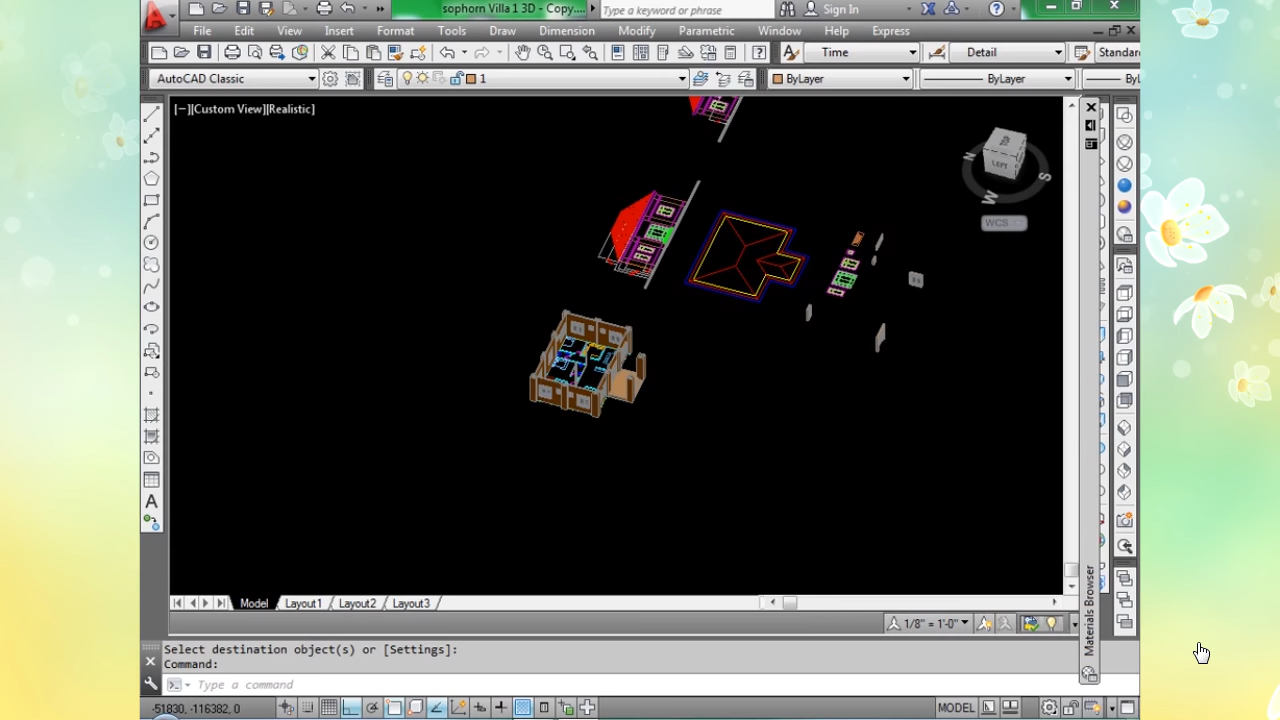 sophorn Villa 1 3D - Copy....
Type a keyword or phrase
Sign In
File Edit View Insert Format Tools Draw Dimension Modify Parametric Window Help Express
Time
Detail
Standard
AutoCAD Classic
1
ByLayer
ByLayer
ByL
[−][Custom View][Realistic]
TOP
LEFT
N
S
W
WCS
Materials Browser
Model Layout1 Layout2 Layout3
1/8" = 1'-0"
Select destination object(s) or [Settings]:
Command:
Type a command
-51830, -116382, 0
MODEL